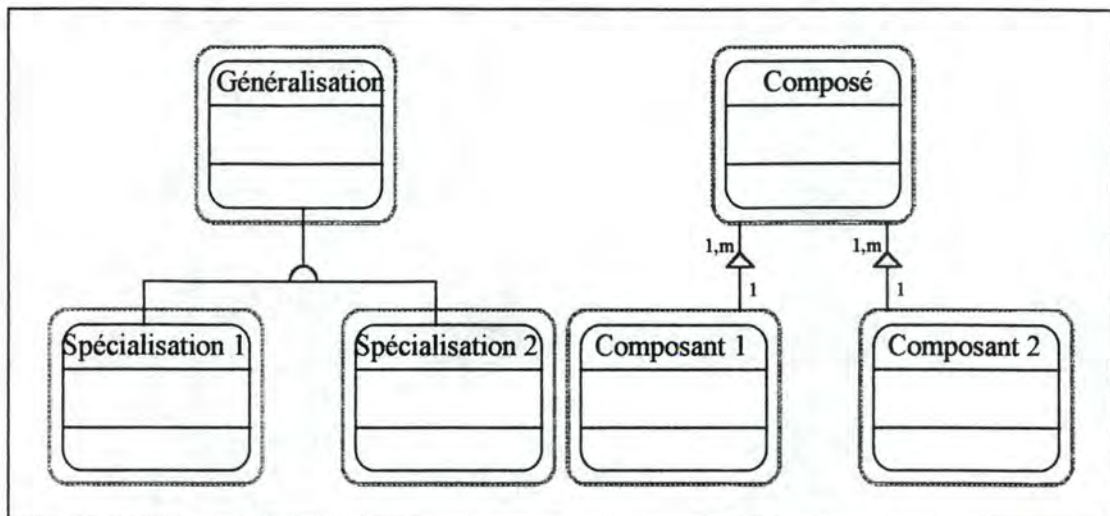 Généralisation
Composé
1,m
1,m
1
1
Spécialisation 1
Spécialisation 2
Composant 1
Composant 2